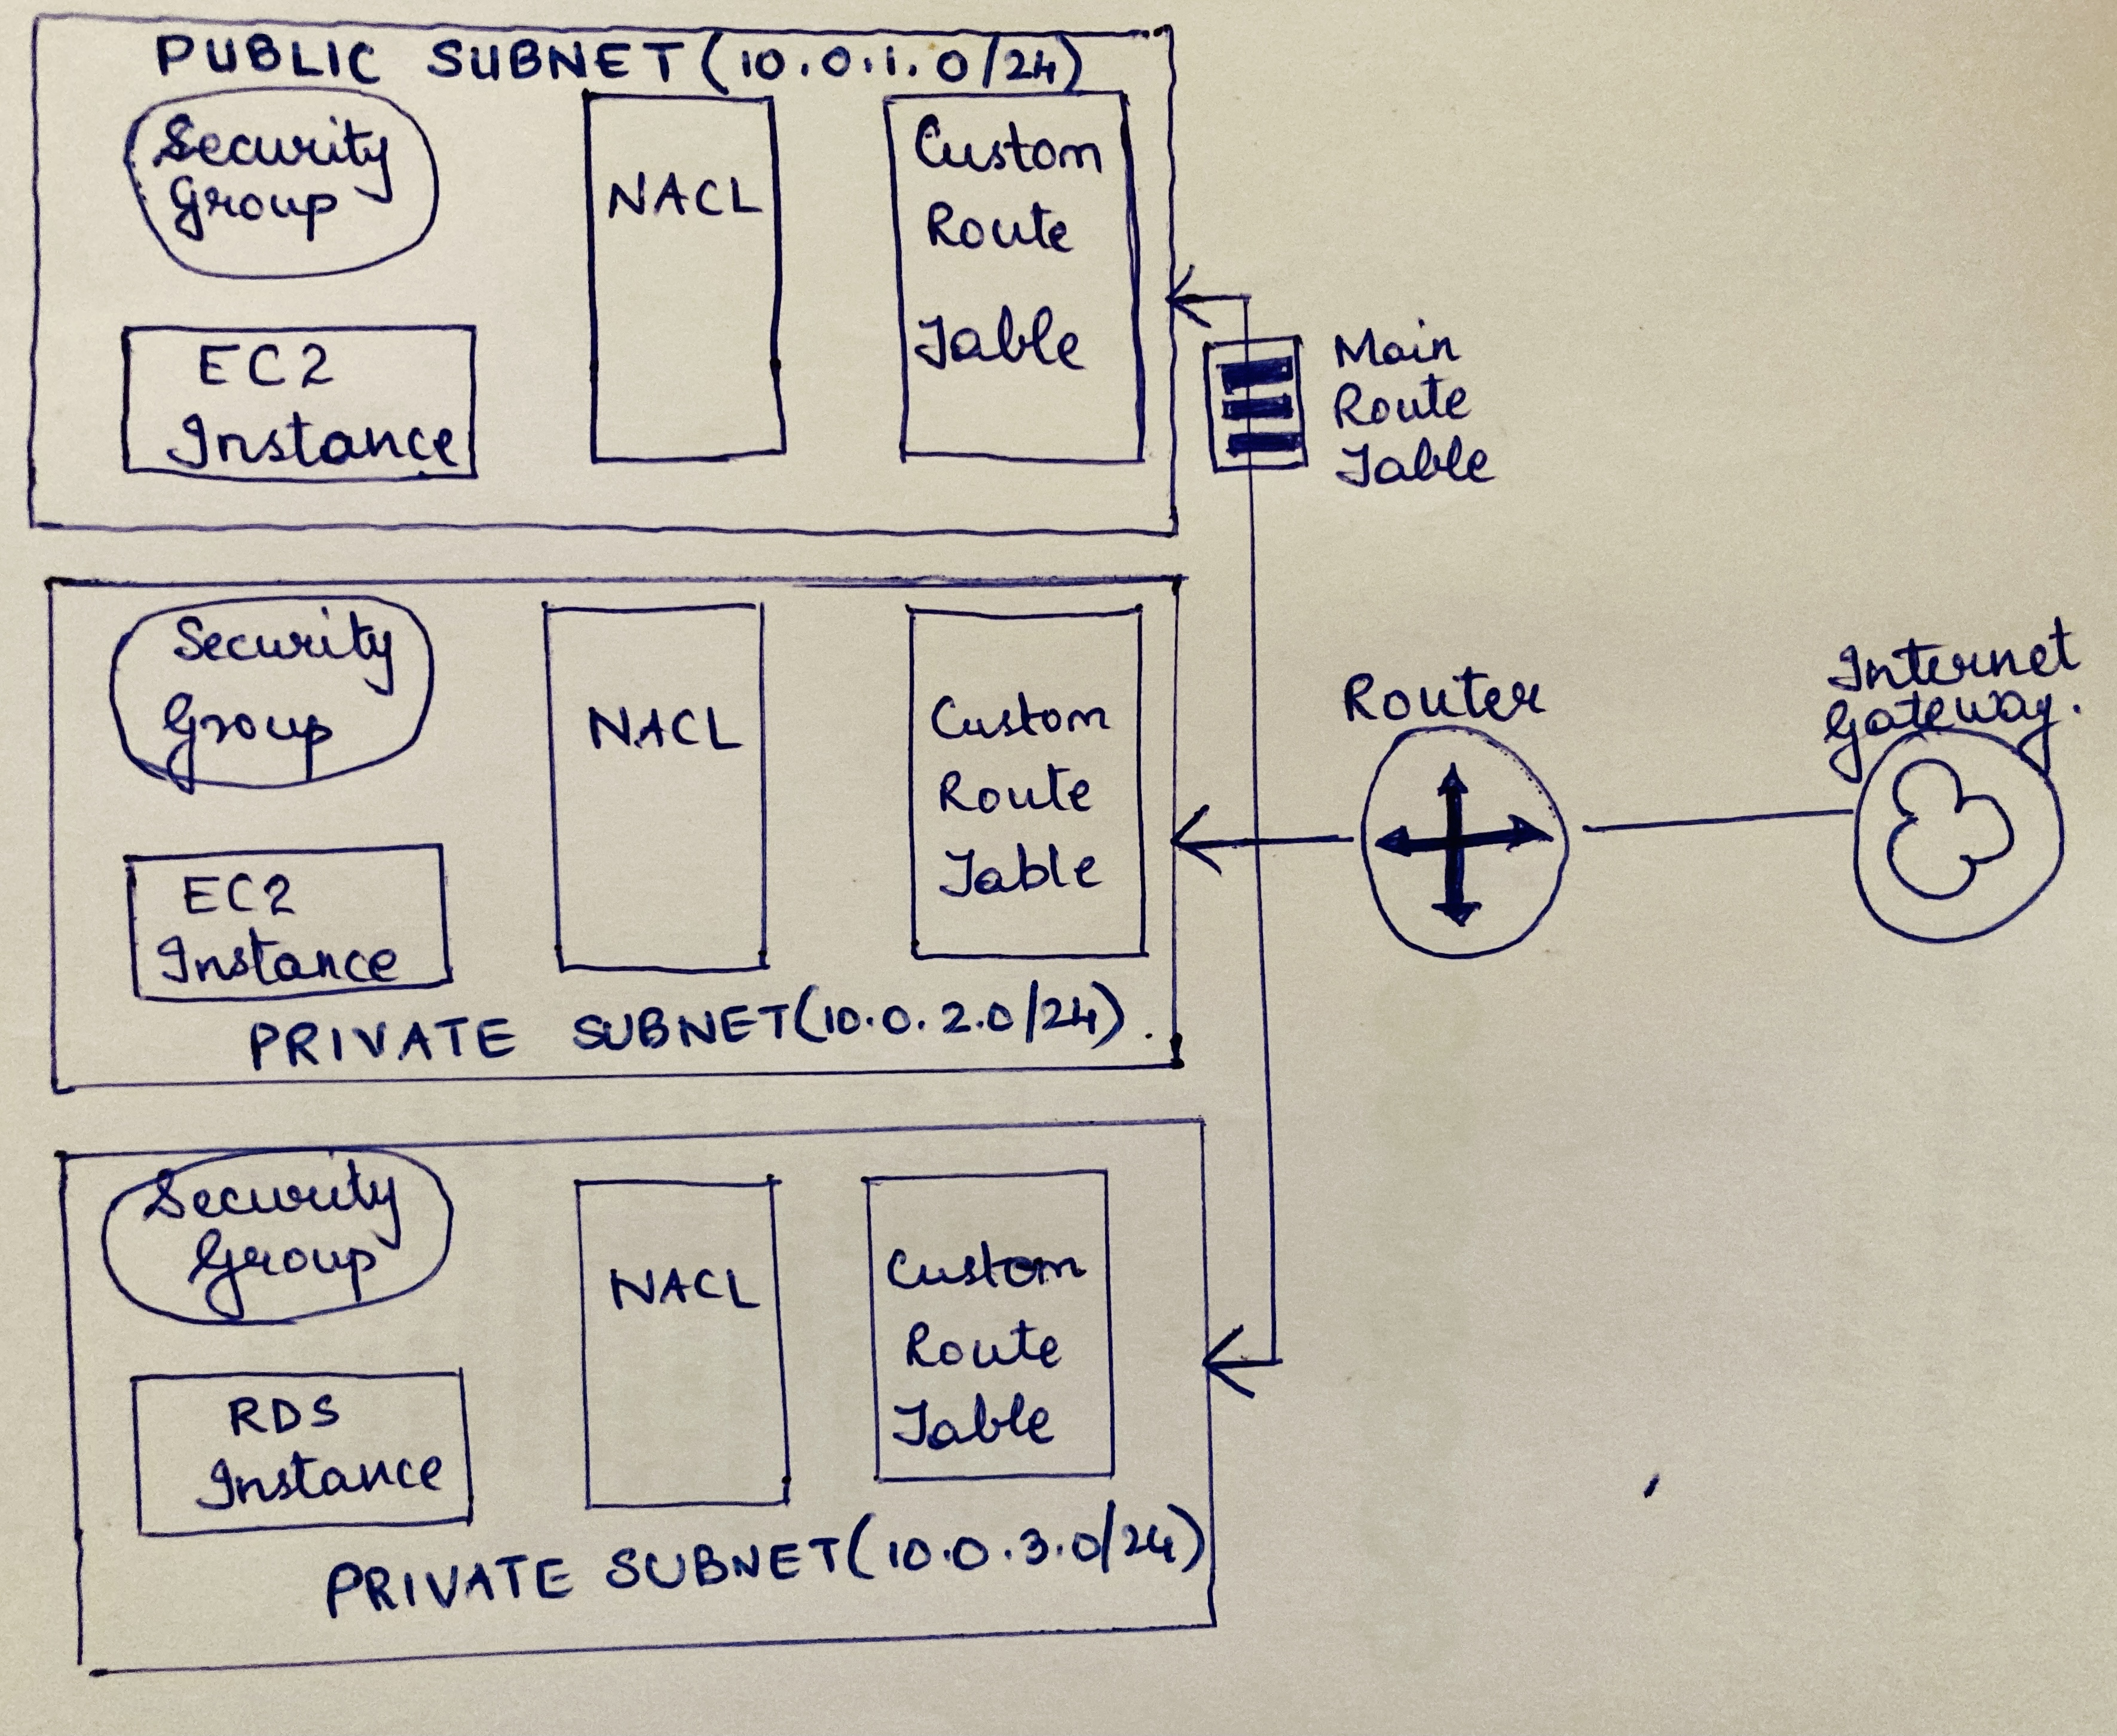 PUBLIC SUBNET (10.0.1.0/24)
Security
Group
NACL
Custom
Route
Table
EC2
Instance
Main
Route
Table
Security
Group
NACL
Custom
Route
Table
EC2
Instance
PRIVATE SUBNET (10.0.2.0/24).
Router
Internet
Gateway.
Security
Group
NACL
Custom
Route
Table
RDS
Instance
PRIVATE SUBNET (10.0.3.0/24)